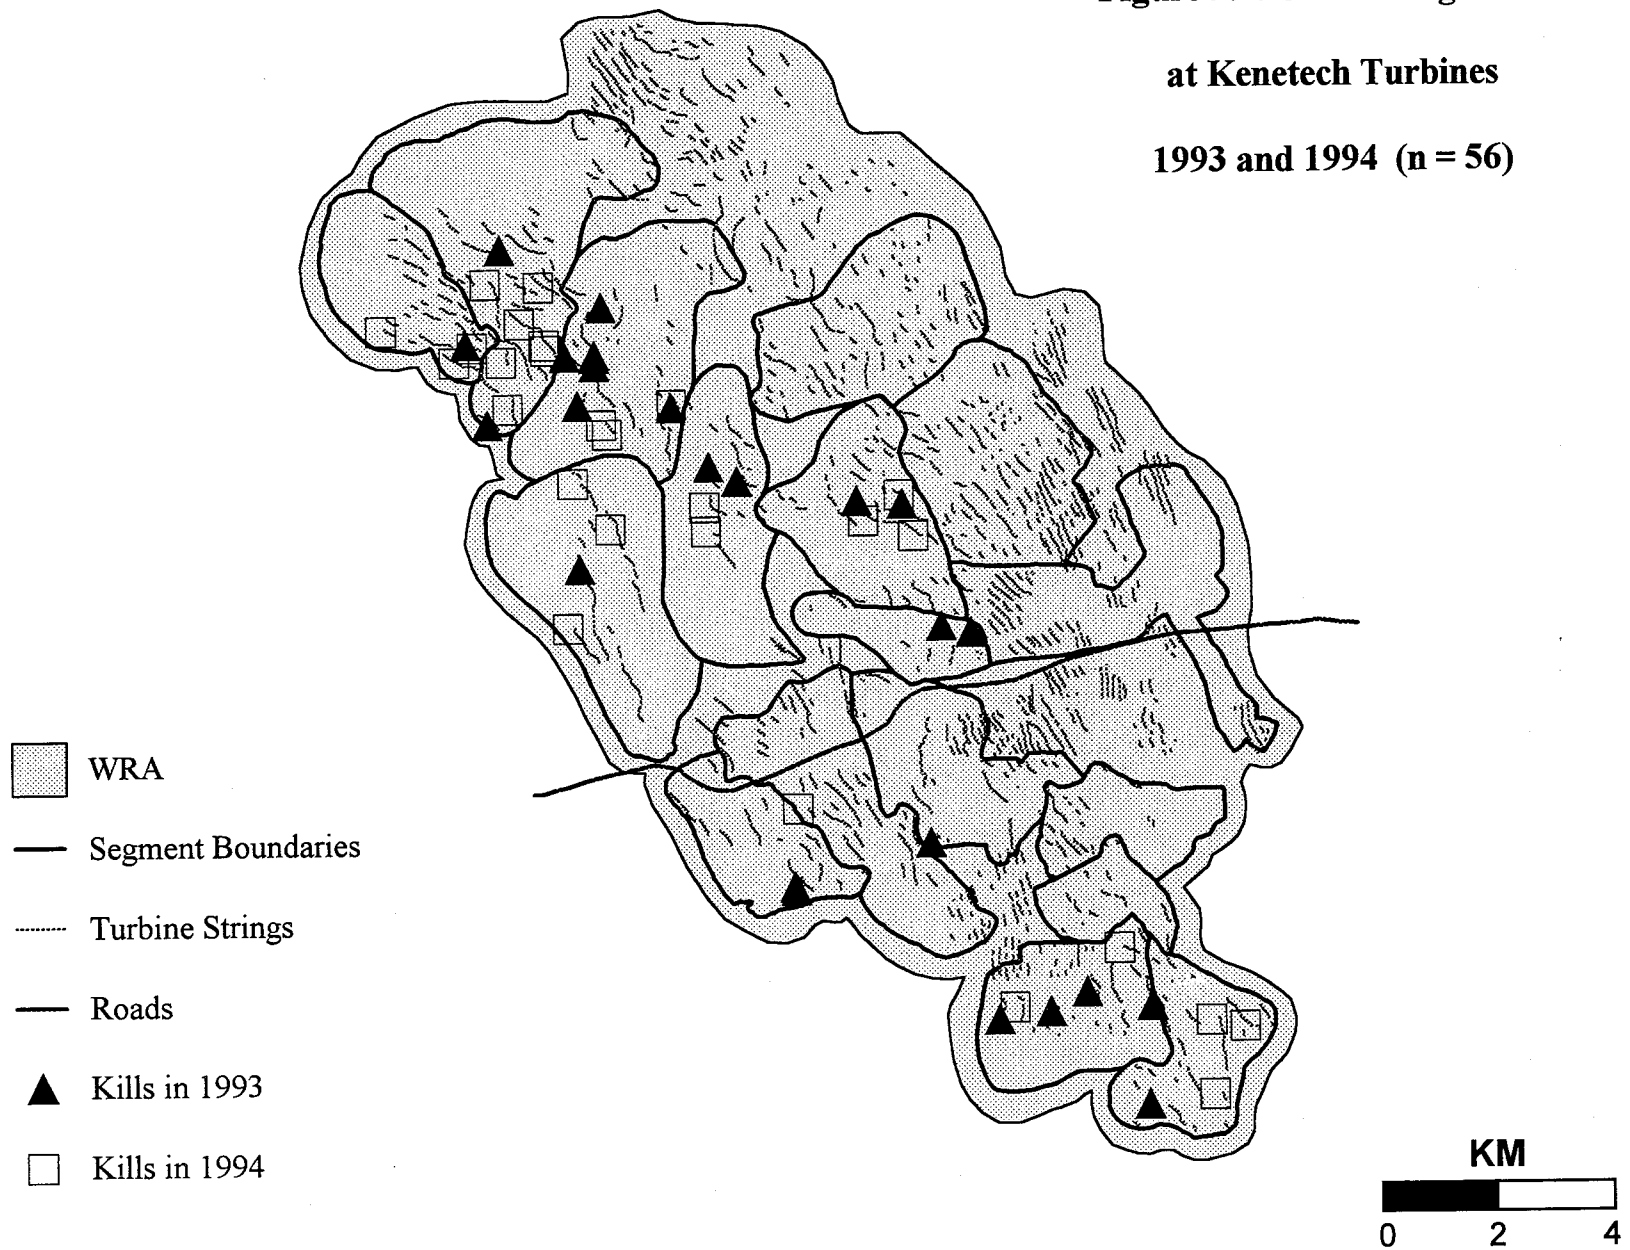 at Kenetech Turbines
1993 and 1994 (n = 56)
WRA
Segment Boundaries
Turbine Strings
Roads
Kills in 1993
Kills in 1994
KM
0 2 4